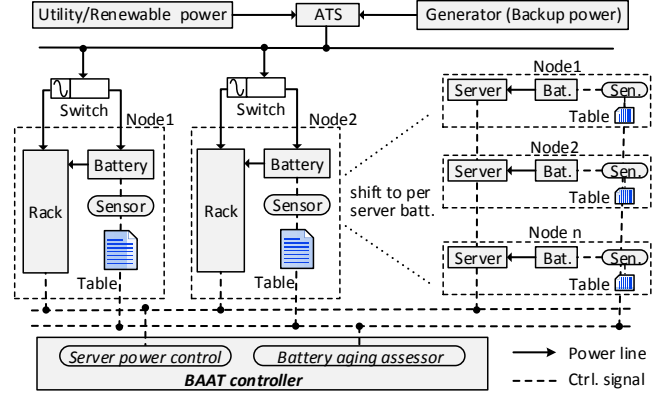 Utility/Renewable power
ATS
Generator (Backup power)
Switch
Node1
Rack
Battery
Sensor
Table
Switch
Node2
Rack
Battery
Sensor
Table
shift to per
server batt.
Node1
Server
Bat.
Sen.
Table
Node2
Server
Bat.
Sen.
Table
Node n
Server
Bat.
Sen.
Table
Server power control
Battery aging assessor
BAAT controller
Power line
Ctrl. signal